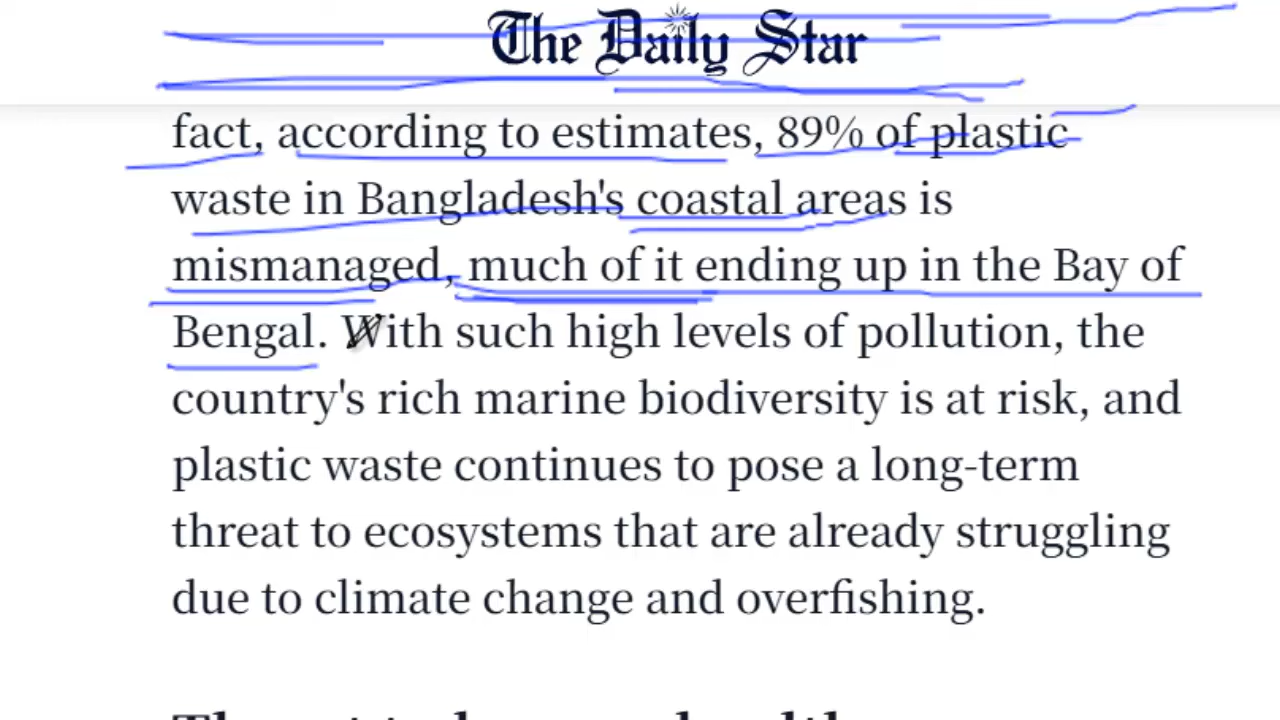 The Daily Star
fact, according to estimates, 89% of plastic
waste in Bangladesh's coastal areas is
mismanaged, much of it ending up in the Bay of
Bengal. With such high levels of pollution, the
country's rich marine biodiversity is at risk, and
plastic waste continues to pose a long-term
threat to ecosystems that are already struggling
due to climate change and overfishing.